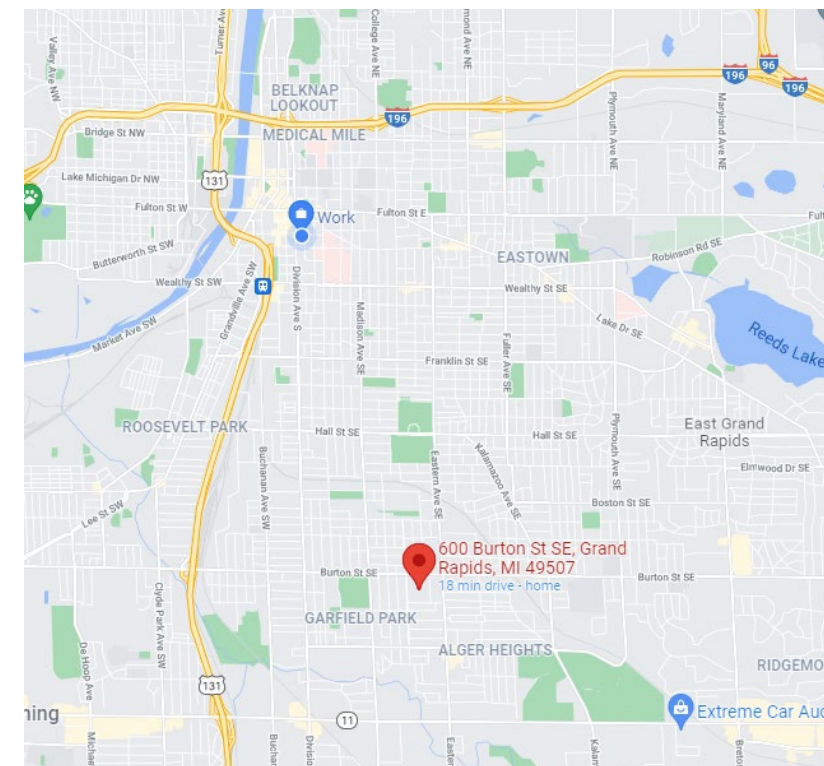 Valley Ave NW
Turner Ave
College Ave NE
mond Ave NE
196
96
196
BELKNAP
LOOKOUT
196
Plymouth Ave NE
Maryland Ave NE
Bridge St NW
MEDICAL MILE
Lake Michigan Dr NW
131
Fulton St W
Work
Fulton St E
Fult
Butterworth St SW
EASTOWN
Robinson Rd SE
Wealthy St SW
Grandville Ave SW
Division Ave S
Madison Ave SE
Wealthy St SE
Market Ave SW
Lake Dr SE
Reeds Lake
Fuller Ave SE
Franklin St SE
ROOSEVELT PARK
Hall St SE
Hall St SE
Plymouth Ave SE
East Grand
Rapids
Buchanan Ave SW
Eastern Ave SE
Kalamazoo Ave SE
Elmwood Dr SE
Lee St SW
Boston St SE
600 Burton St SE, Grand
Rapids, MI 49507
18 min drive - home
Burton St SE
Burton St SE
Clyde Park Ave SW
GARFIELD PARK
De Hoop Ave
ALGER HEIGHTS
RIDGEMO
131
ning
11
Extreme Car Aud
Michae
Buchar
Divisio
Easte
Kalam
Breton